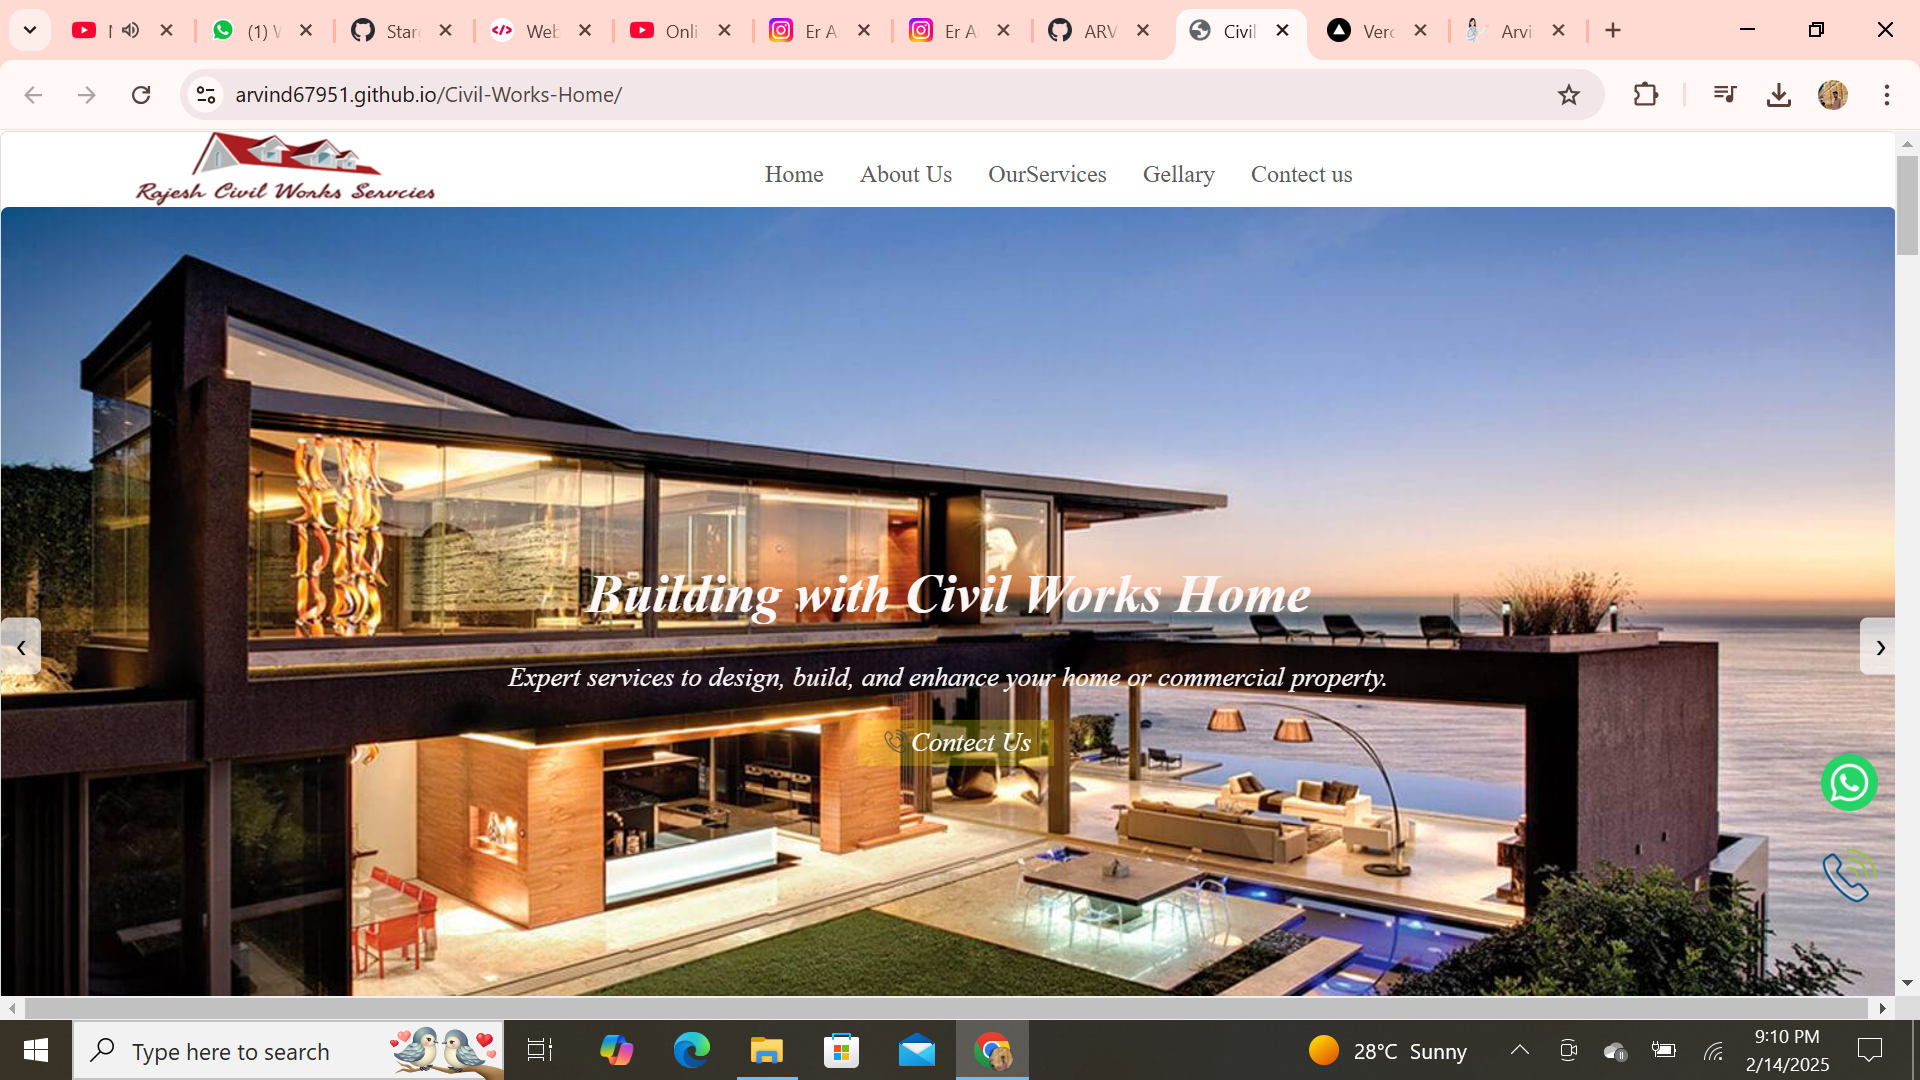 (1) W
Star
Web
Onli
Er A
Er A
ARV
Civil
Verc
Arvi
arvind67951.github.io/Civil-Works-Home/
Rajesh Civil Works Servcies
Home About Us OurServices Gellary Contect us
Building with Civil Works Home
Expert services to design, build, and enhance your home or commercial property.
Contect Us
Type here to search
28°C Sunny
9:10 PM
2/14/2025